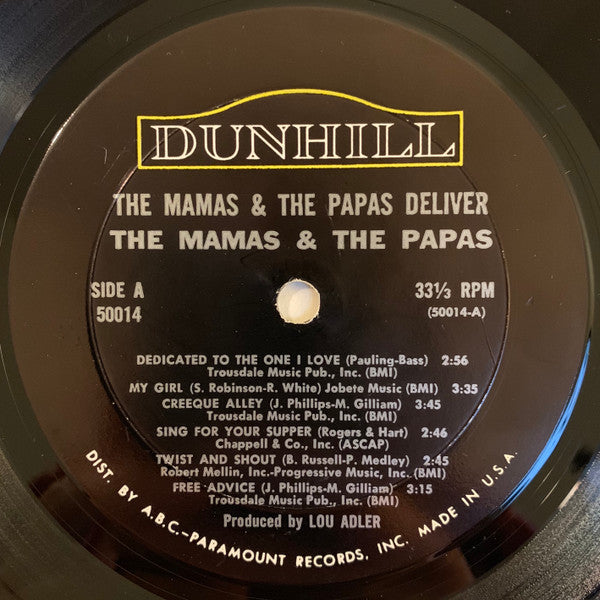 DUNHILL
THE MAMAS & THE PAPAS DELIVER
THE MAMAS & THE PAPAS
SIDE A
50014
33⅓ RPM
(50014-A)
DEDICATED TO THE ONE I LOVE (Pauling-Bass) 2:56
Trousdale Music Pub., Inc. (BMI)
MY GIRL (S. Robinson-R. White) Jobete Music (BMI) 3:35
CREEQUE ALLEY (J. Phillips-M. Gilliam) 3:45
Trousdale Music Pub., Inc. (BMI)
SING FOR YOUR SUPPER (Rogers & Hart) 2:46
Chappell & Co., Inc. (ASCAP)
TWIST AND SHOUT (B. Russell-P. Medley) 2:45
Robert Mellin, Inc.-Progressive Music, Inc. (BMI)
FREE ADVICE (J. Phillips-M. Gilliam) 3:15
Trousdale Music Pub., Inc. (BMI)
Produced by LOU ADLER
DIST. BY A.B.C.-PARAMOUNT RECORDS, INC. MADE IN U.S.A.